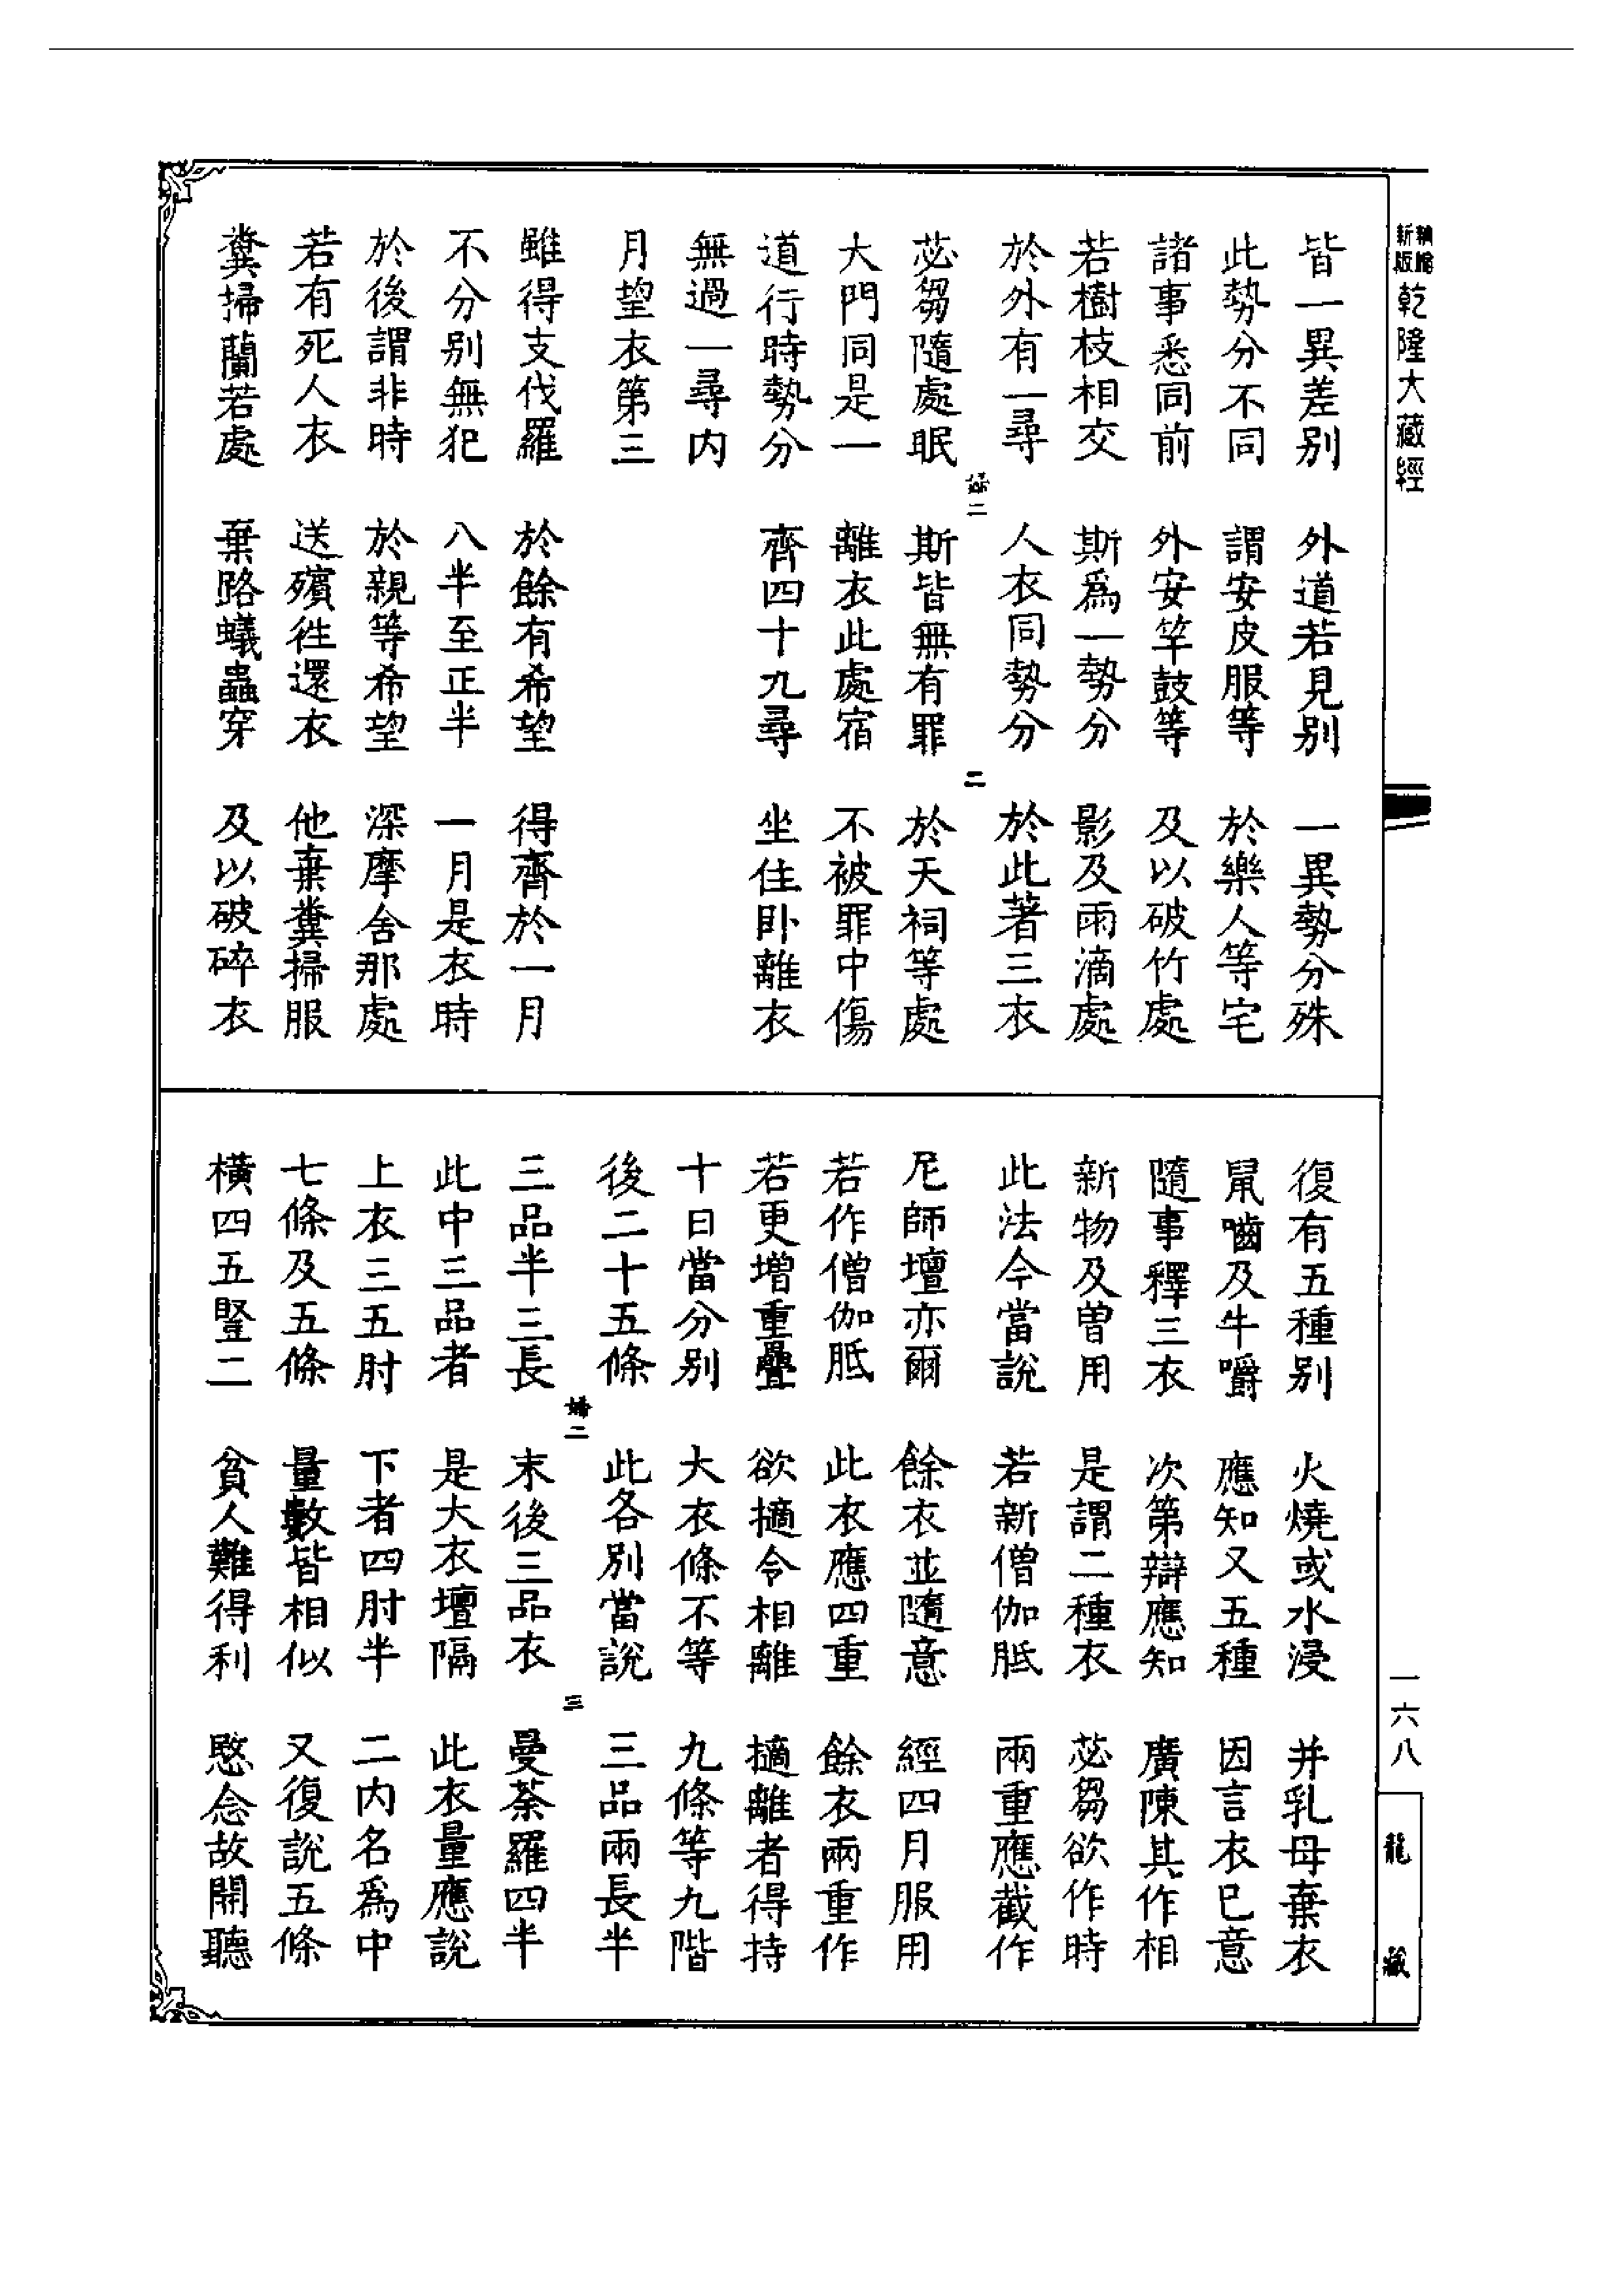 新版乾隆大藏經
皆一異差別　外道若見別　一異勢分殊
此勢分不同　謂安皮服等　於樂人等宅
諸事悉同前　外安竿鼓等　及以破竹處
若樹枝相交　斯為一勢分　影及雨滴處
於外有一尋　人衣同勢分　於此著三衣
二
苾芻隨處眠　斯皆無有罪　於天祠等處
大門同是一　離衣此處宿　不被罪中傷
道行時勢分　齊四十九尋　坐住卧離衣
無過一尋內
月望衣第三
雖得支伐羅　於餘有希望　得齊於一月
不分別無犯　八半至正半　一月是衣時
於後謂非時　於親等希望　深摩舍那處
若有死人衣　送殯往還衣　他棄糞掃服
糞掃蘭若處　棄路蟻蟲穿　及以破碎衣
復有五種別　火燒或水浸　并乳母棄衣
鼠嚙及牛嚼　應知又五種　因言衣已意
隨事釋三衣　次第辯應知　廣陳其作相
新物及曾用　是謂二種衣　苾芻欲作時
此法今當說　若新僧伽胝　兩重應截作
尼師壇亦爾　餘衣並隨意　經四月服用
若作僧伽胝　此衣應四重　餘衣兩重作
若更增重疊　欲擿令相離　擿離者得持
十日當分別　大衣條不等　九條等九階
後二十五條　此各別當說　三品兩長半
三
三品半三長　末後三品衣　曼荼羅四半
此中三品者　是大衣壇隔　此衣量應說
上衣三五肘　下者四肘半　二內名為中
七條及五條　量數皆相似　又復說五條
橫四五豎二　貧人難得利　愍念故開聽
一六八
龍藏